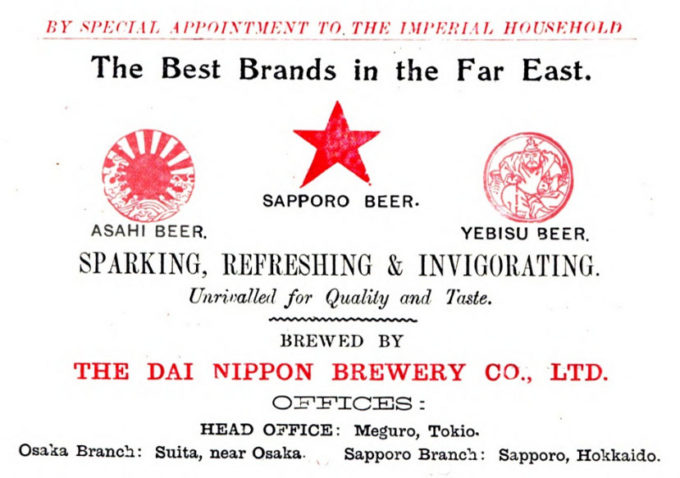 BY SPECIAL APPOINTMENT TO THE IMPERIAL HOUSEHOLD
The Best Brands in the Far East.
ASAHI BEER.
SAPPORO BEER.
YEBISU BEER.
SPARKING, REFRESHING & INVIGORATING.
Unrivalled for Quality and Taste.
BREWED BY
THE DAI NIPPON BREWERY CO., LTD.
OFFICES:
HEAD OFFICE: Meguro, Tokio.
Osaka Branch: Suita, near Osaka. Sapporo Branch: Sapporo, Hokkaido.